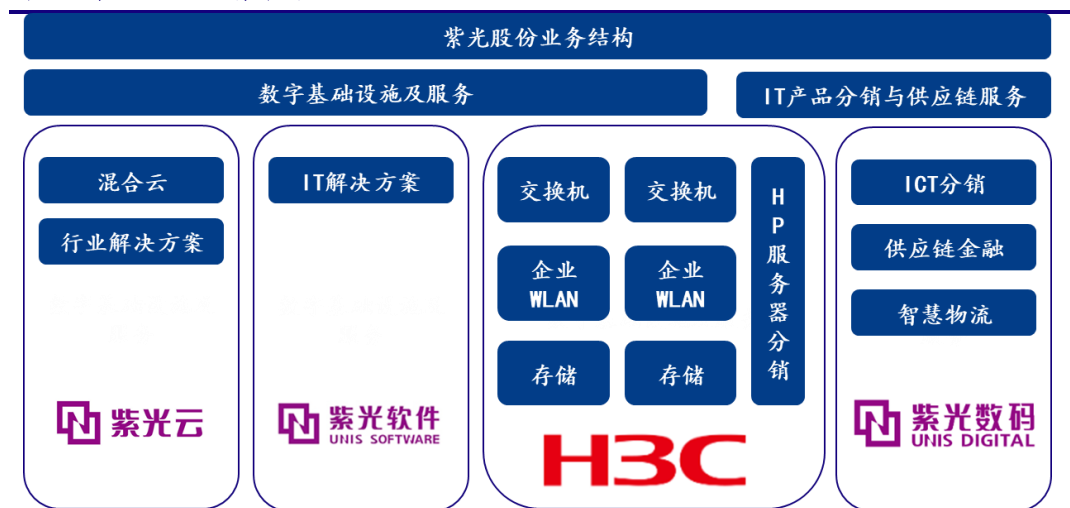 紫光股份业务结构
数字基础设施及服务
IT产品分销与供应链服务
混合云
行业解决方案
紫光云
IT解决方案
紫光软件
UNIS SOFTWARE
交换机
交换机
企业
WLAN
企业
WLAN
存储
存储
HP服务器分销
H3C
ICT分销
供应链金融
智慧物流
紫光数码
UNIS DIGITAL